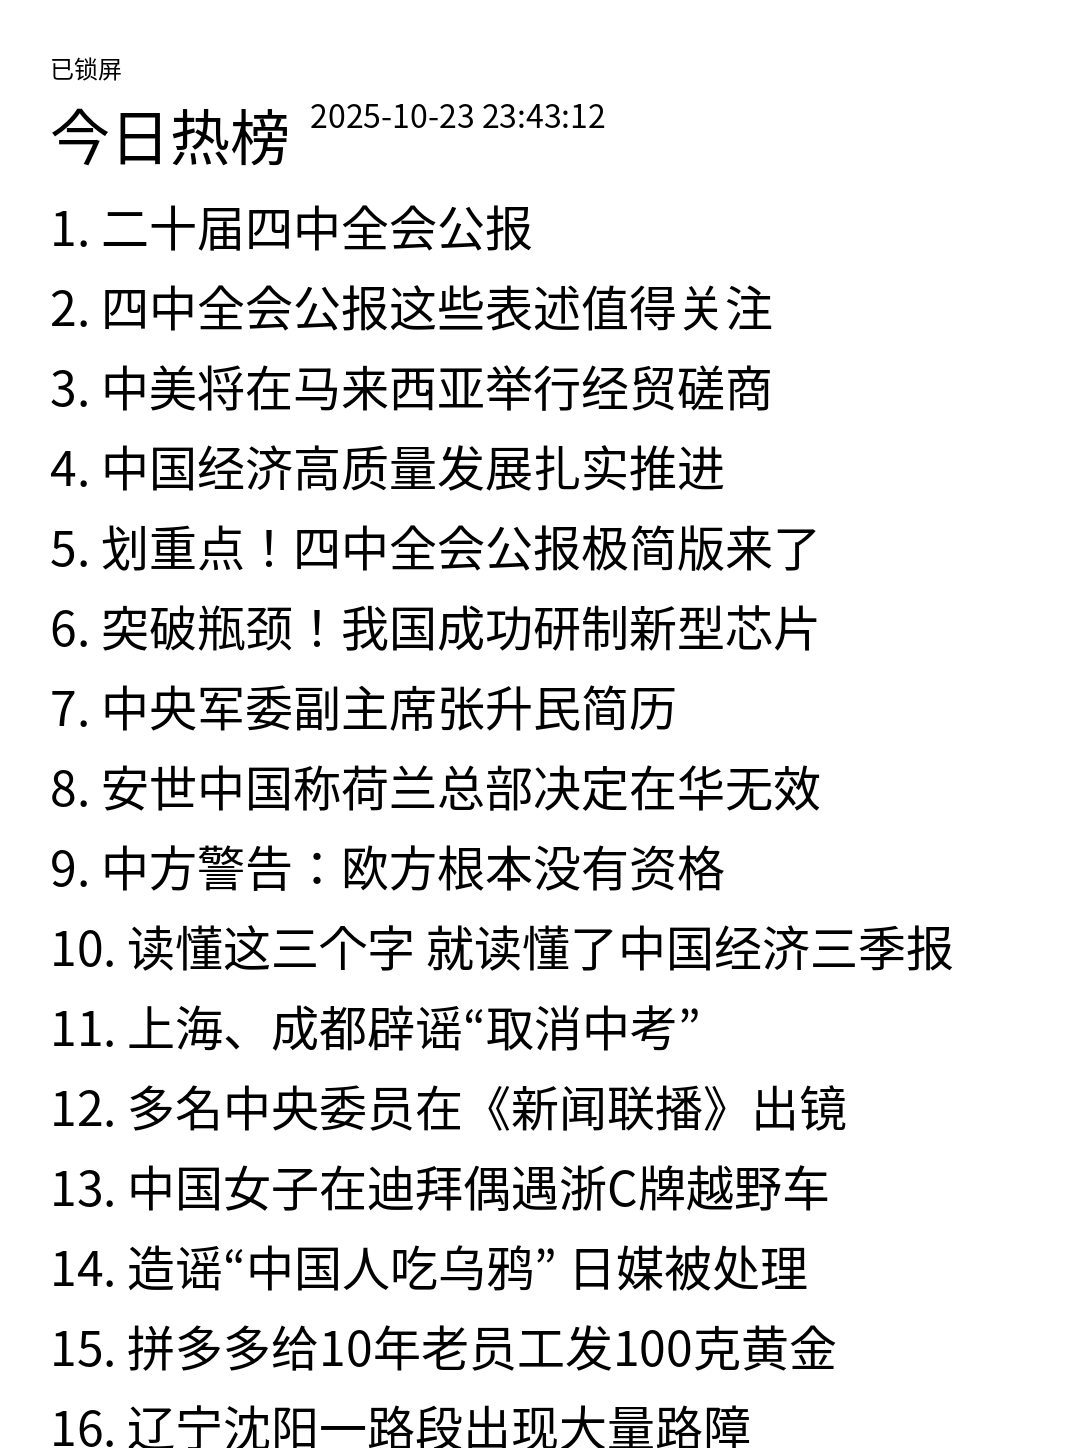 已锁屏
今日热榜 2025-10-23 23:43:12
1. 二十届四中全会公报
2. 四中全会公报这些表述值得关注
3. 中美将在马来西亚举行经贸磋商
4. 中国经济高质量发展扎实推进
5. 划重点！四中全会公报极简版来了
6. 突破瓶颈！我国成功研制新型芯片
7. 中央军委副主席张升民简历
8. 安世中国称荷兰总部决定在华无效
9. 中方警告：欧方根本没有资格
10. 读懂这三个字 就读懂了中国经济三季报
11. 上海、成都辟谣“取消中考”
12. 多名中央委员在《新闻联播》出镜
13. 中国女子在迪拜偶遇浙C牌越野车
14. 造谣“中国人吃乌鸦” 日媒被处理
15. 拼多多给10年老员工发100克黄金
16. 辽宁沈阳一路段出现大量路障